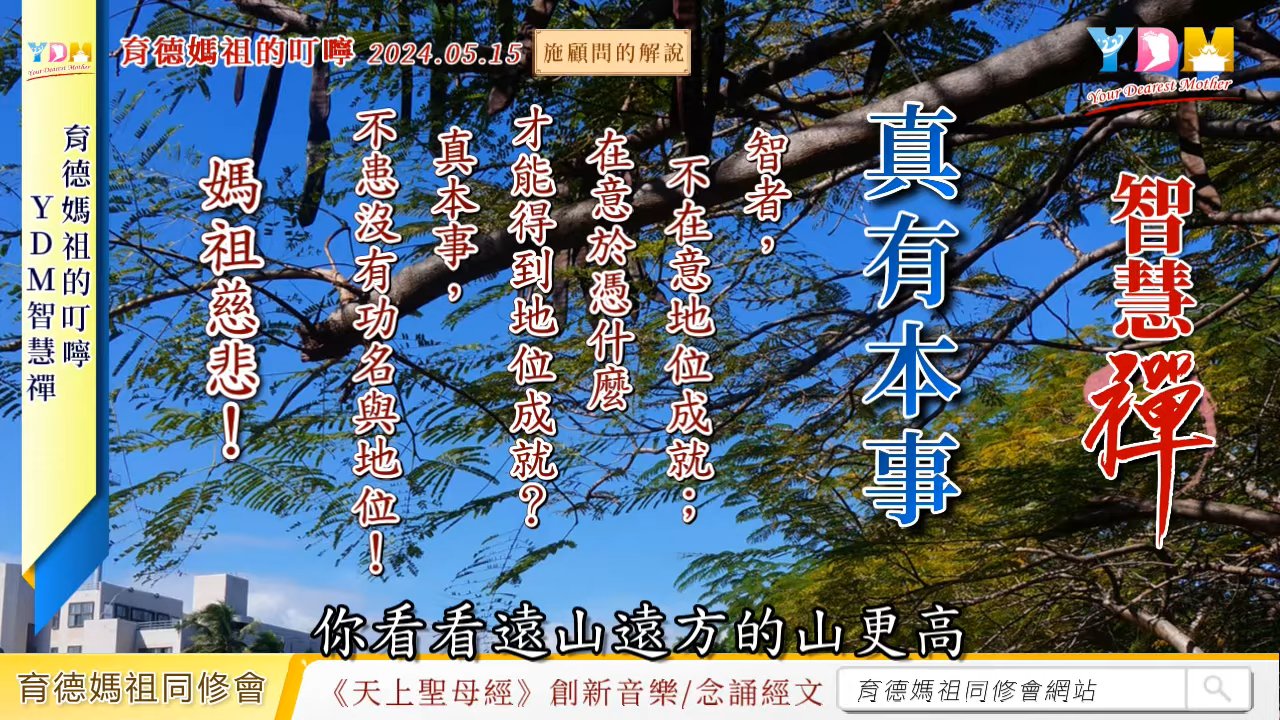 YDM
Your Dearest Mother
育德媽祖的叮嚀
YDM智慧禪
育德媽祖的叮嚀 2024.05.15 施顧問的解說
YDM
Your Dearest Mother
智慧禪
真有本事
智者，
不在意地位成就；
在意於憑什麼
才能得到地位成就？
真本事，
不患沒有功名與地位！
媽祖慈悲！
你看看遠山遠方的山更高
育德媽祖同修會
《天上聖母經》創新音樂/念誦經文
育德媽祖同修會網站